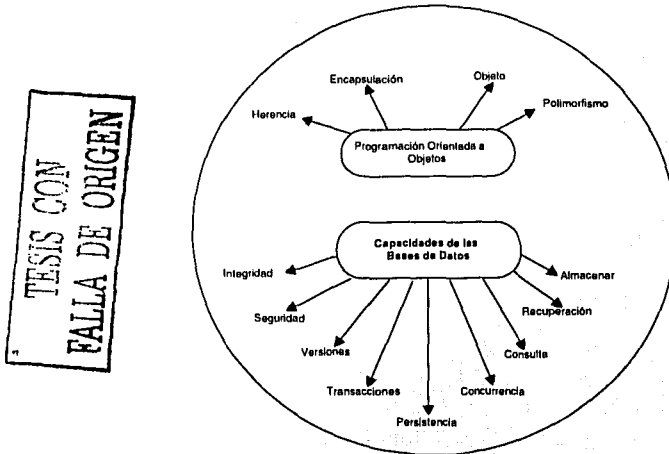 TESIS CON
FALLA DE ORIGEN
Encapsulación
Objeto
Herencia
Polimorfismo
Programación Orientada a
Objetos
Capacidades de las
Bases de Datos
Integridad
Almacenar
Seguridad
Recuperación
Versiones
Consulta
Transacciones
Concurrencia
Persistencia